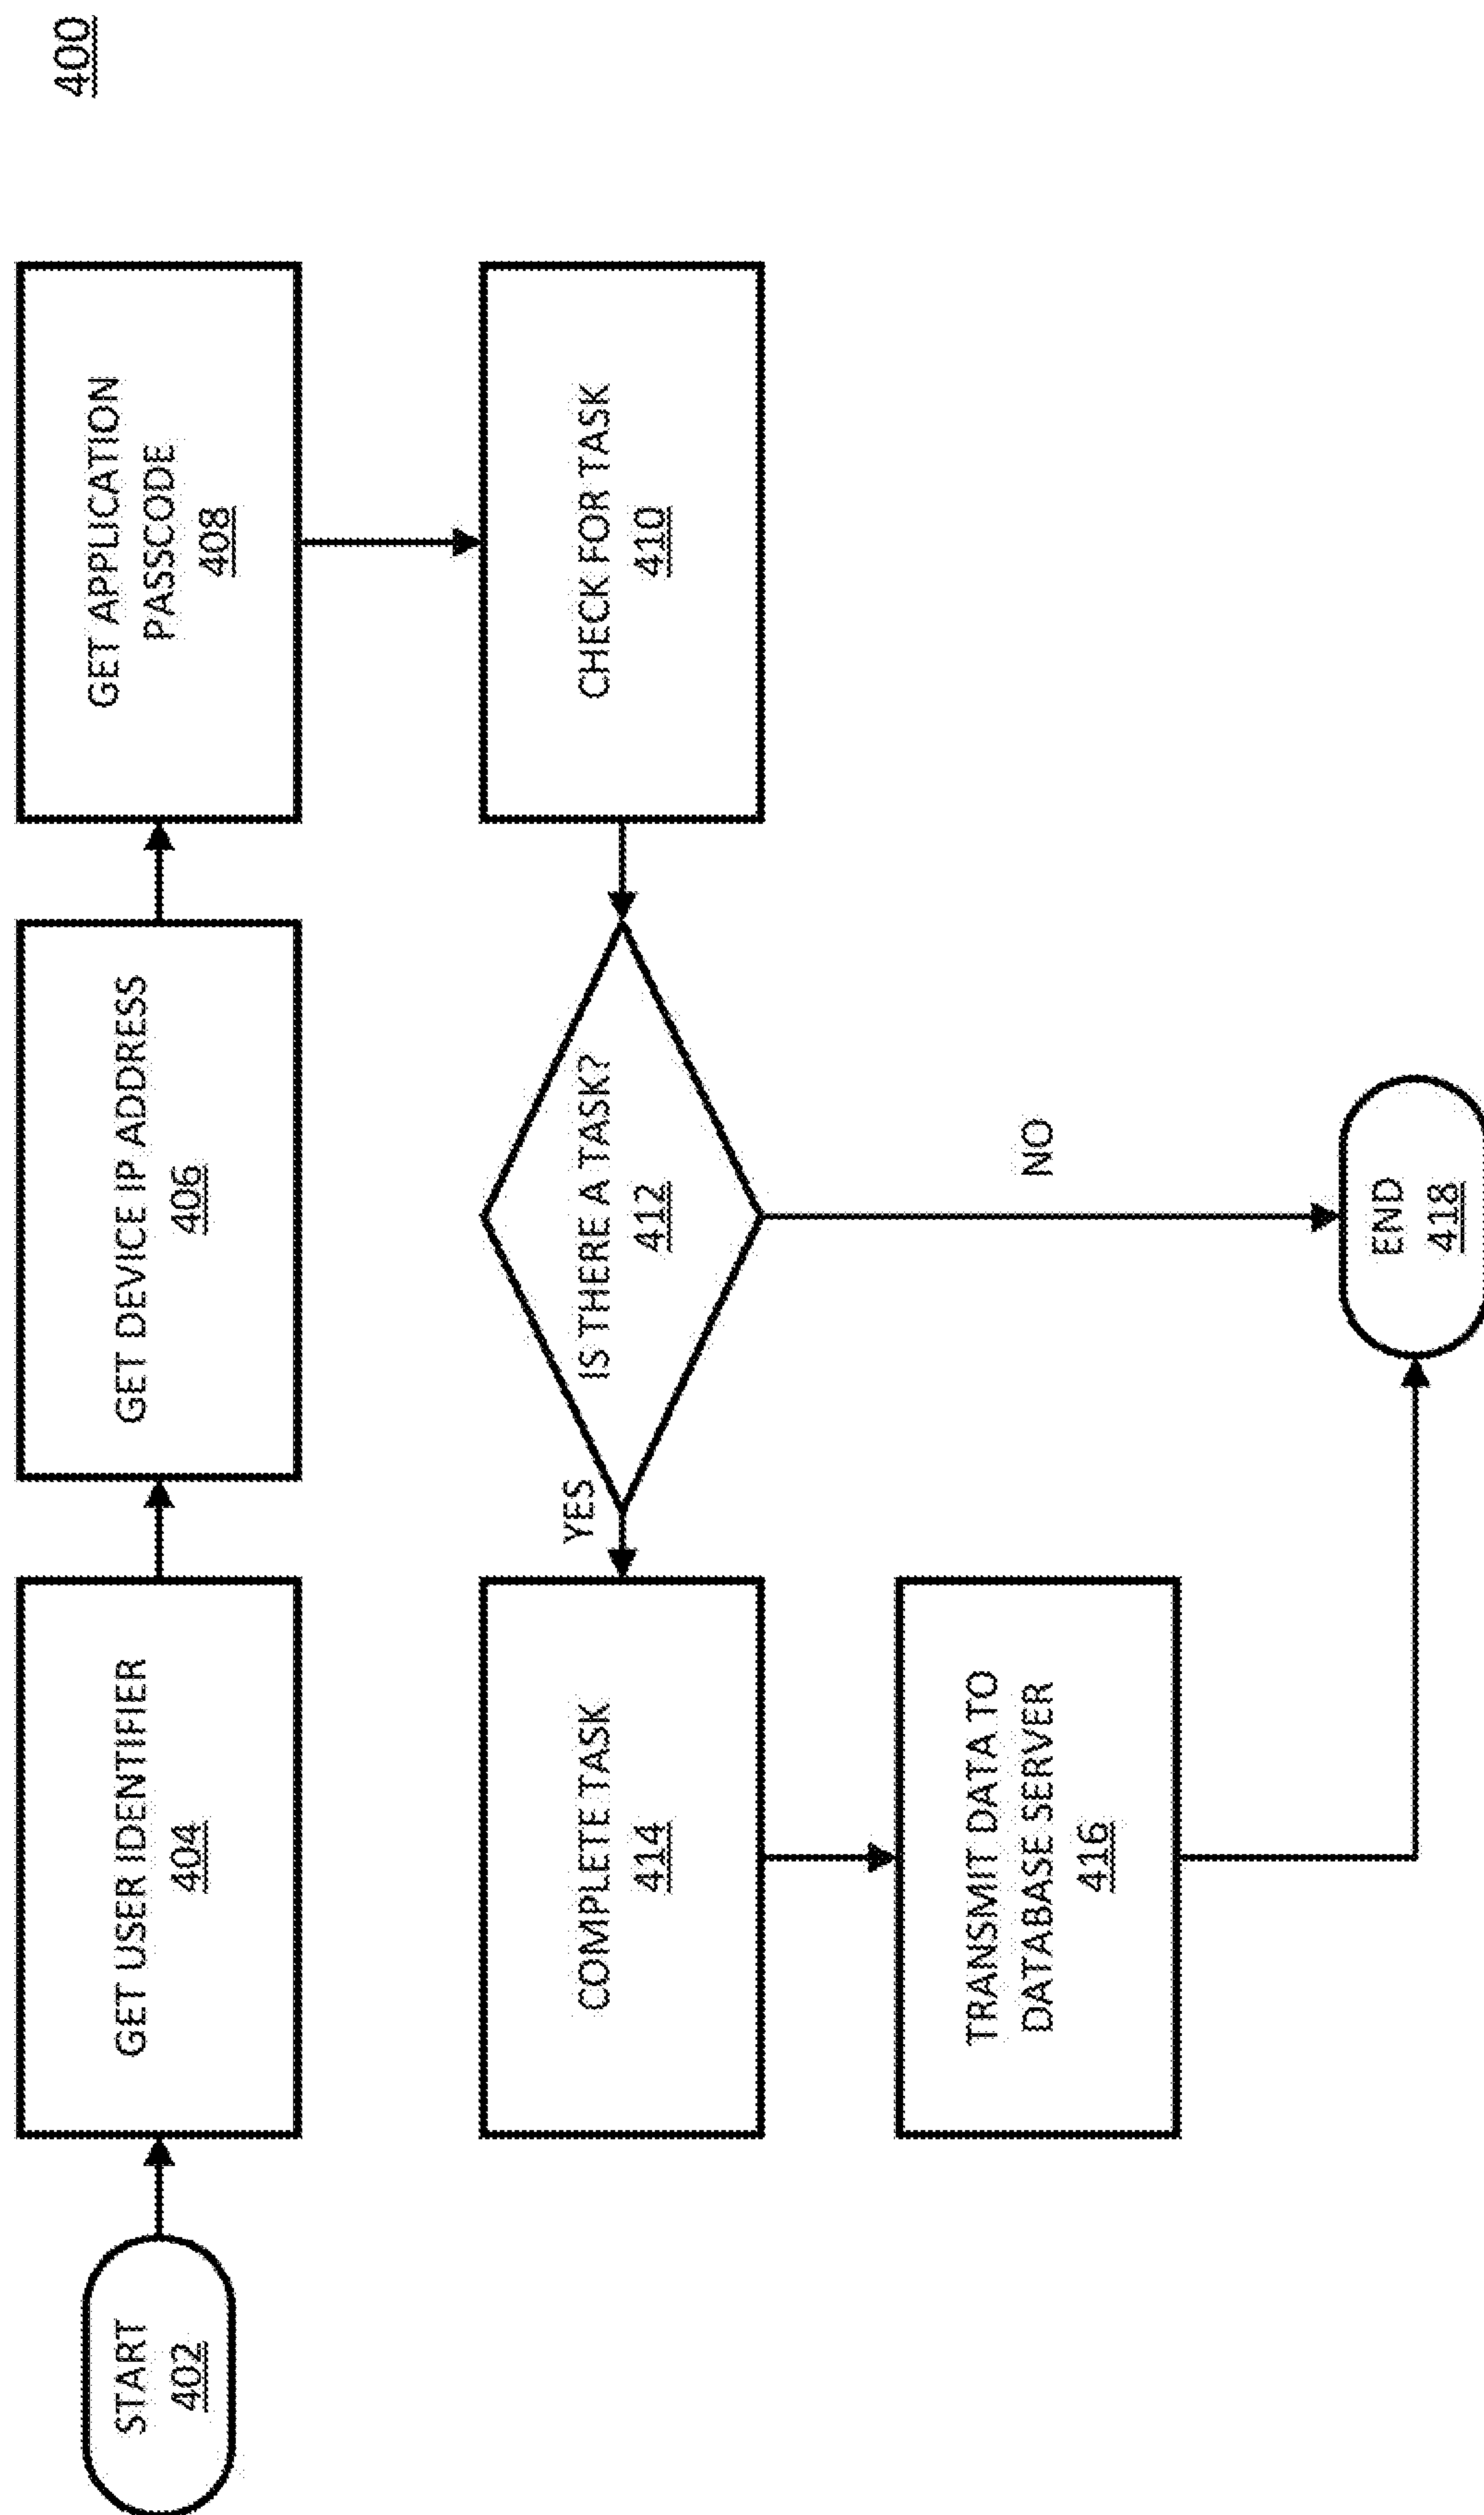 400
START
402
GET USER IDENTIFIER
404
GET DEVICE IP ADDRESS
406
GET APPLICATION
PASSCODE
408
CHECK FOR TASK
410
IS THERE A TASK?
412
YES
NO
COMPLETE TASK
414
TRANSMIT DATA TO
DATABASE SERVER
416
END
418